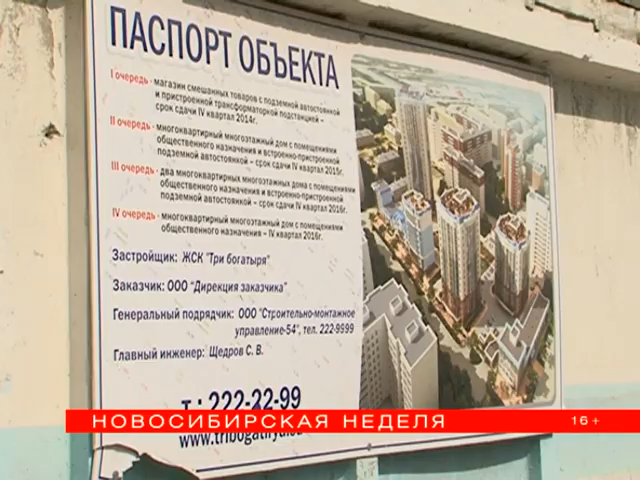 ПАСПОРТ ОБЪЕКТА
I очередь - магазин смешанных товаров с подземной автостоянкой
и пристроенной трансформаторной подстанцией –
срок сдачи IV квартал 2014г.
II очередь - многоквартирный многоэтажный дом с помещениями
общественного назначения и встроенно-пристроенной
подземной автостоянкой – срок сдачи IV квартал 2015г.
III очередь - два многоквартирных многоэтажных дома с помещениями
общественного назначения и встроенно-пристроенной
подземной автостоянкой – срок сдачи IV квартал 2016г.
IV очередь - многоквартирный многоэтажный дом с помещениями
общественного назначения – IV квартал 2016г.
Застройщик: ЖСК "Три богатыря"
Заказчик: ООО "Дирекция заказчика"
Генеральный подрядчик: ООО "Строительно-монтажное
управление-54", тел. 222-9999
Главный инженер: Щедров С. В.
т.: 222-22-99
НОВОСИБИРСКАЯ НЕДЕЛЯ 16+